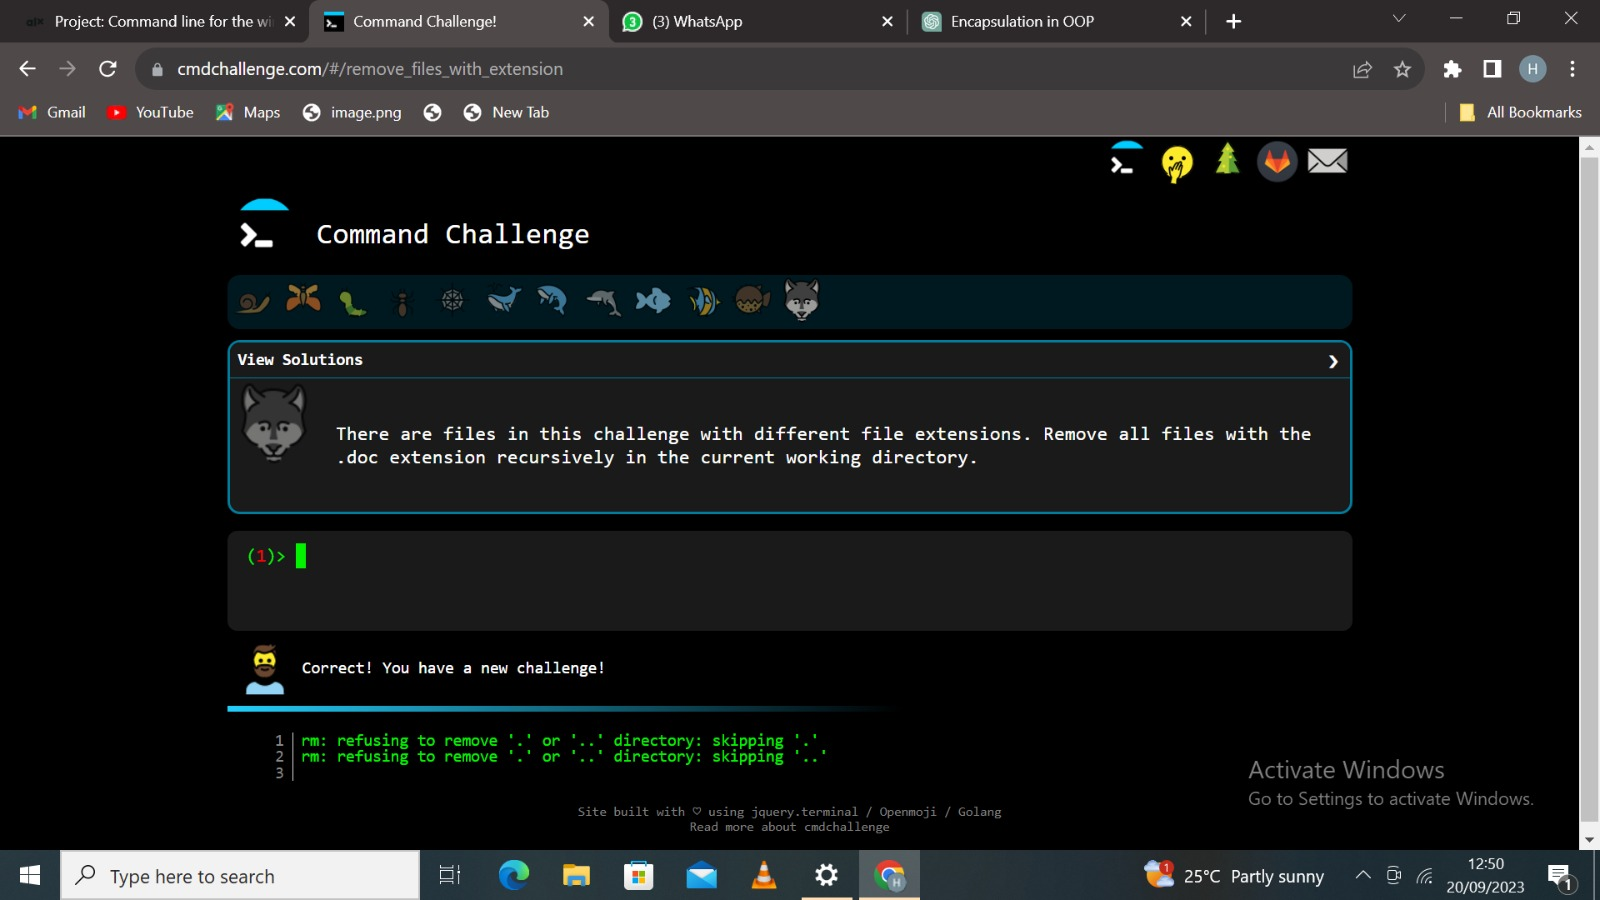 Project: Command line for the wi
Command Challenge!
(3) WhatsApp
Encapsulation in OOP
cmdchallenge.com/#/remove_files_with_extension
H
Gmail
YouTube
Maps
image.png
New Tab
All Bookmarks
Command Challenge
View Solutions
There are files in this challenge with different file extensions. Remove all files with the
.doc extension recursively in the current working directory.
(1)>
Correct! You have a new challenge!
1 rm: refusing to remove '.' or '..' directory: skipping '.'
2 rm: refusing to remove '.' or '..' directory: skipping '..'
3
Activate Windows
Go to Settings to activate Windows.
Site built with ♡ using jquery.terminal / Openmoji / Golang
Read more about cmdchallenge
Type here to search
H
1
25°C Partly sunny
12:50
20/09/2023
1